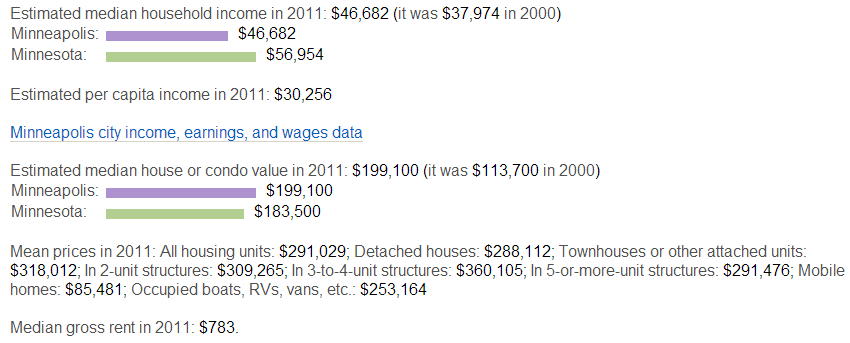 Estimated median household income in 2011: $46,682 (it was $37,974 in 2000)
Minneapolis: $46,682
Minnesota: $56,954
Estimated per capita income in 2011: $30,256
Minneapolis city income, earnings, and wages data
Estimated median house or condo value in 2011: $199,100 (it was $113,700 in 2000)
Minneapolis: $199,100
Minnesota: $183,500
Mean prices in 2011: All housing units: $291,029; Detached houses: $288,112; Townhouses or other attached units:
$318,012; In 2-unit structures: $309,265; In 3-to-4-unit structures: $360,105; In 5-or-more-unit structures: $291,476; Mobile
homes: $85,481; Occupied boats, RVs, vans, etc.: $253,164
Median gross rent in 2011: $783.